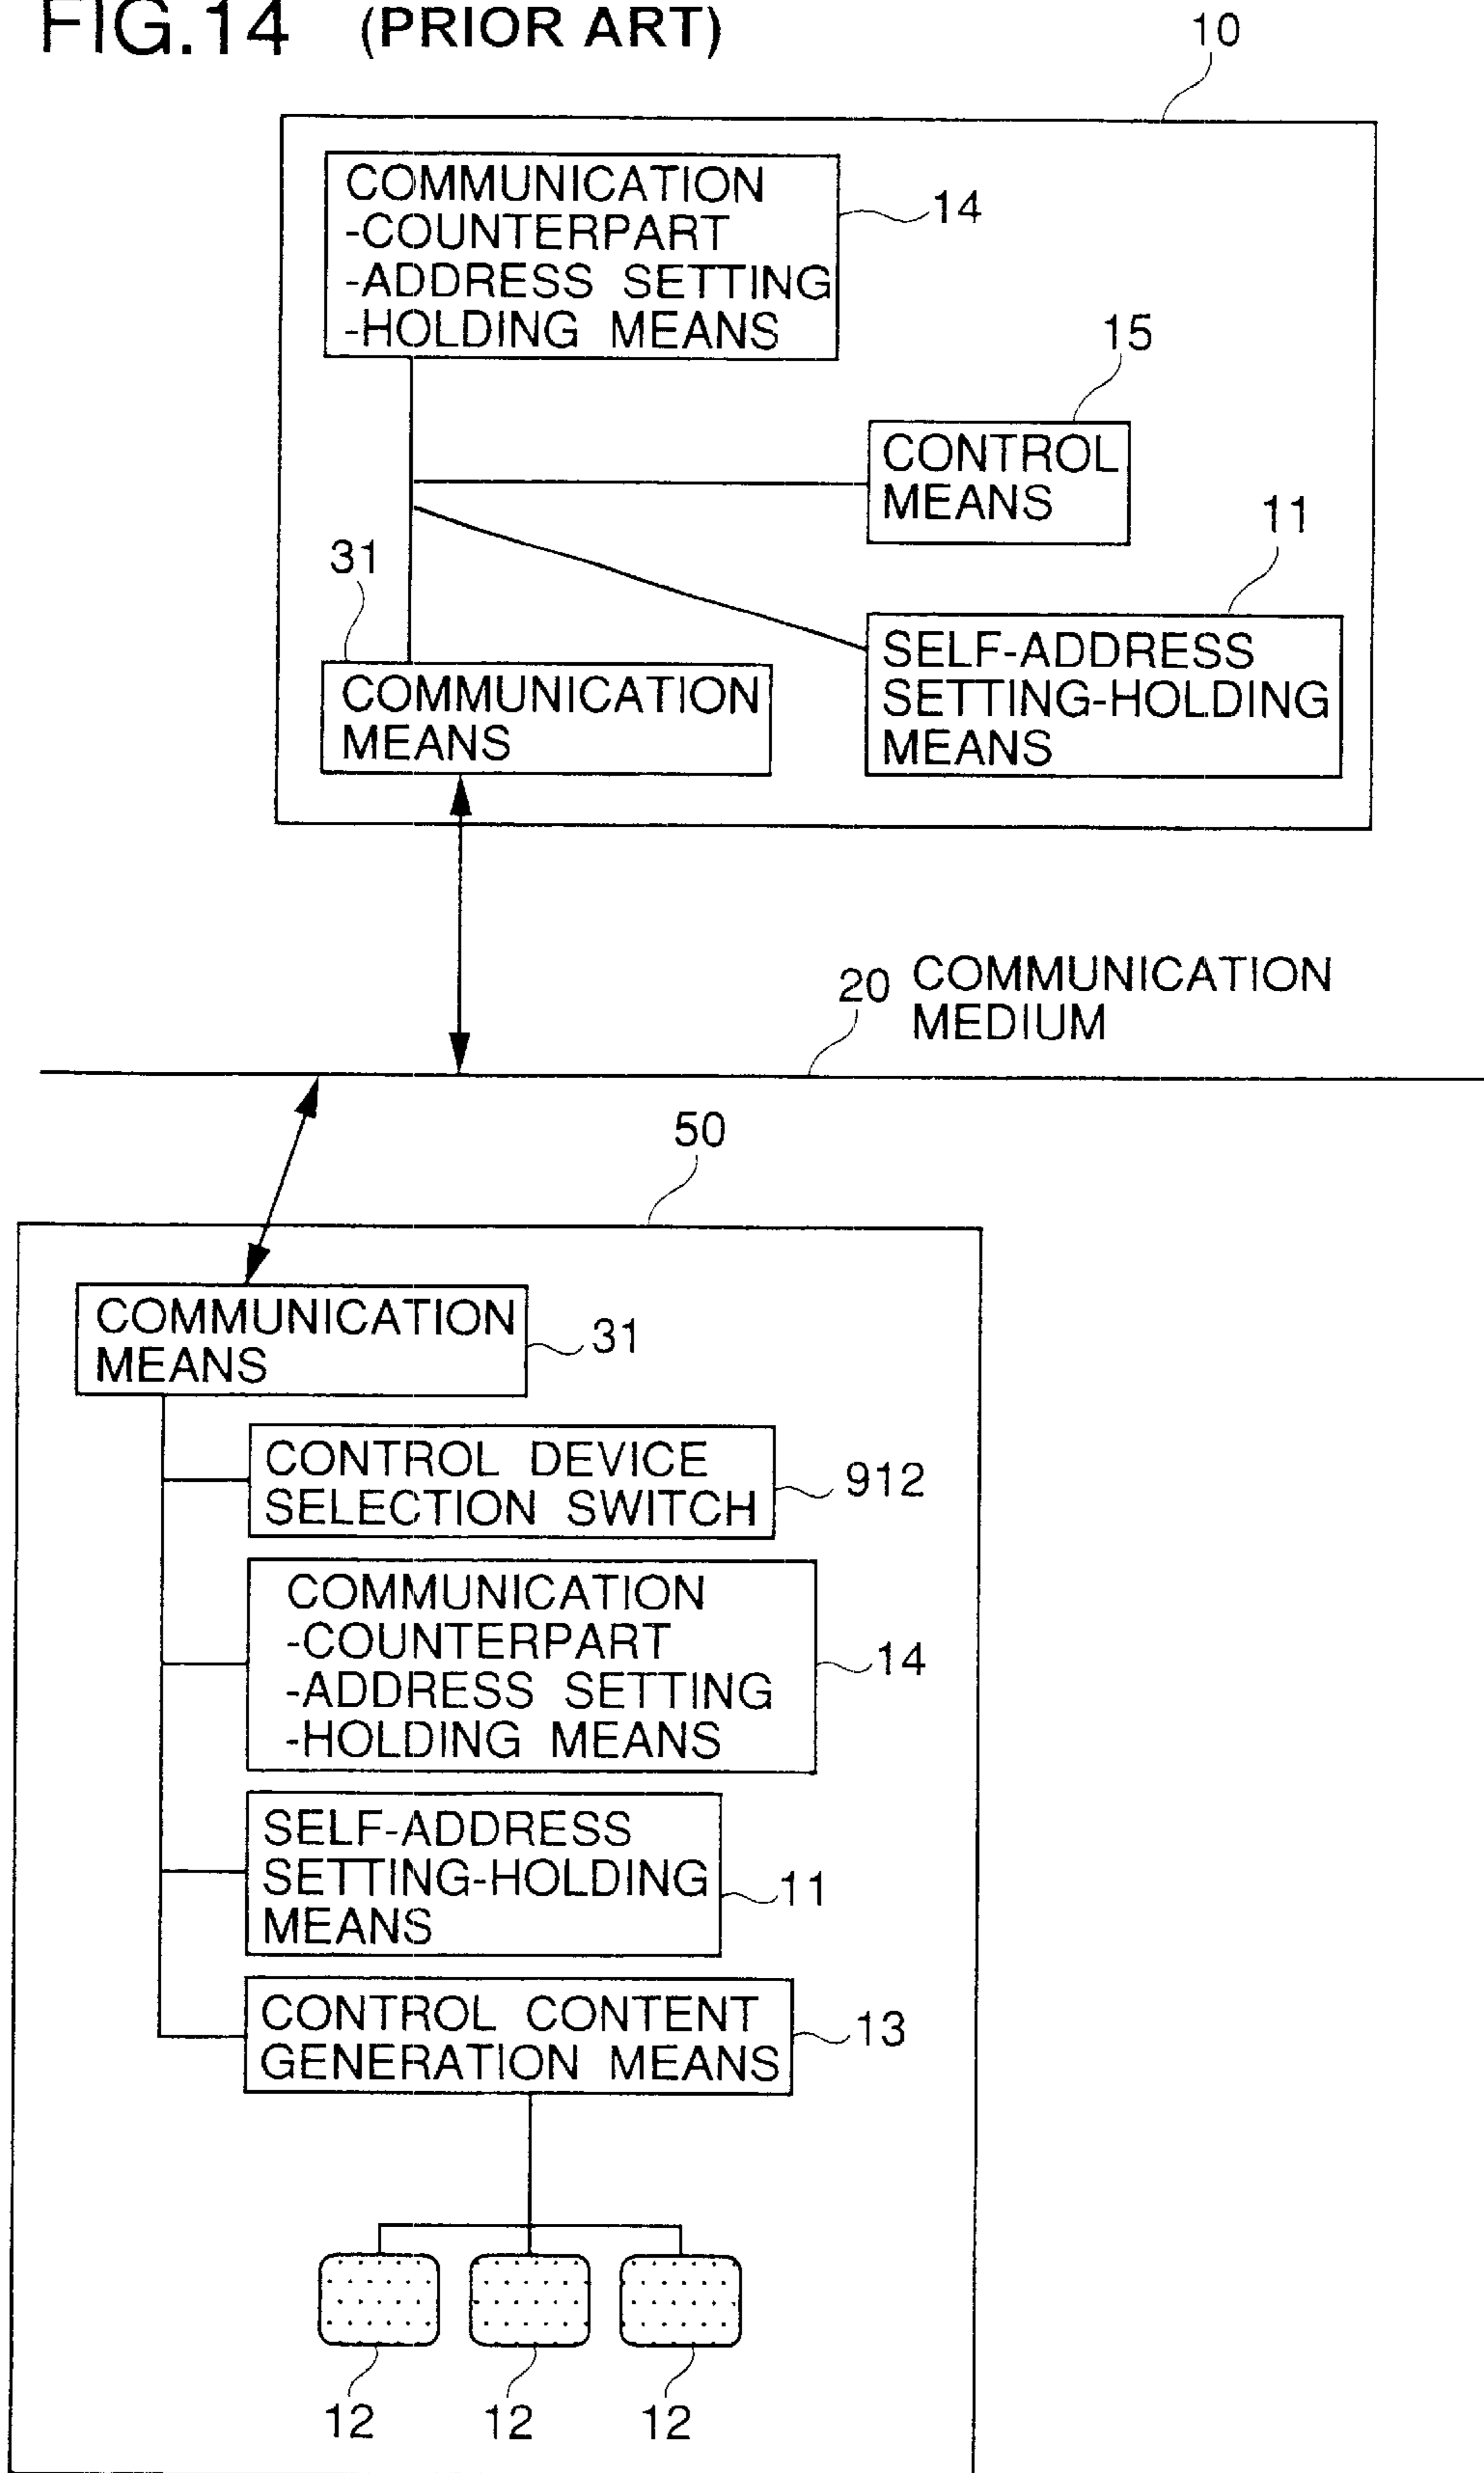 FIG.14 (PRIOR ART)
10
COMMUNICATION
-COUNTERPART
-ADDRESS SETTING
-HOLDING MEANS
14
15
CONTROL
MEANS
11
31
SELF-ADDRESS
SETTING-HOLDING
MEANS
COMMUNICATION
MEANS
20 COMMUNICATION
MEDIUM
50
COMMUNICATION
MEANS
31
CONTROL DEVICE
SELECTION SWITCH
912
COMMUNICATION
-COUNTERPART
-ADDRESS SETTING
-HOLDING MEANS
14
SELF-ADDRESS
SETTING-HOLDING
MEANS
11
CONTROL CONTENT
GENERATION MEANS
13
12 12 12